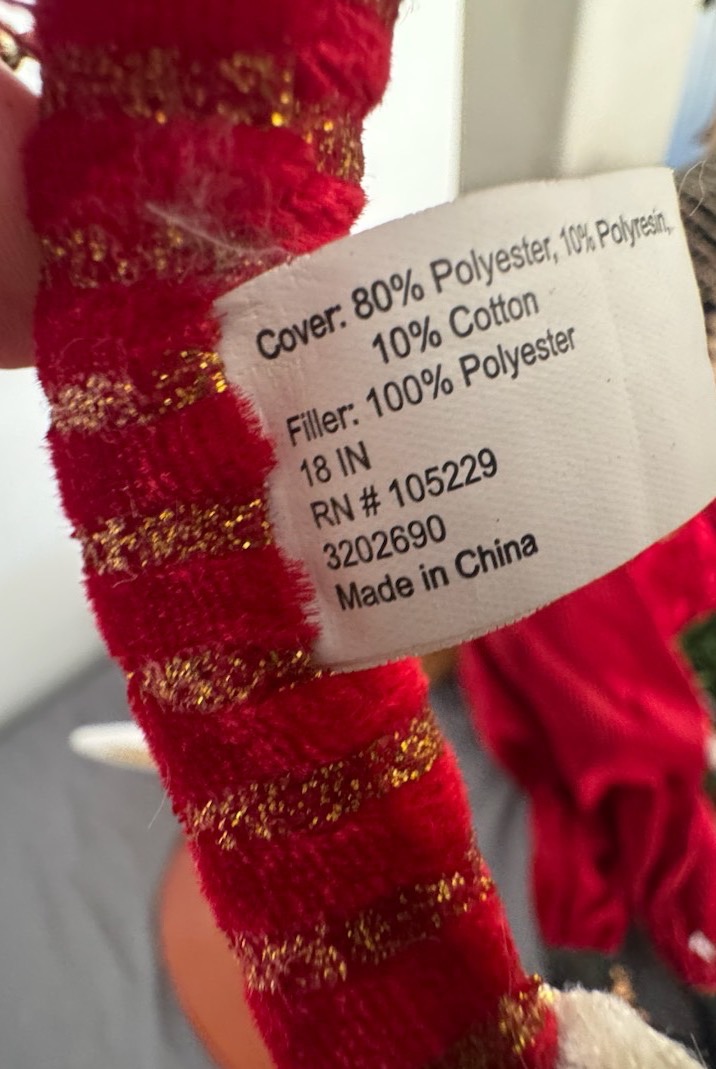 Cover: 80% Polyester, 10% Polyresin,
10% Cotton
Filler: 100% Polyester
18 IN
RN # 105229
3202690
Made in China